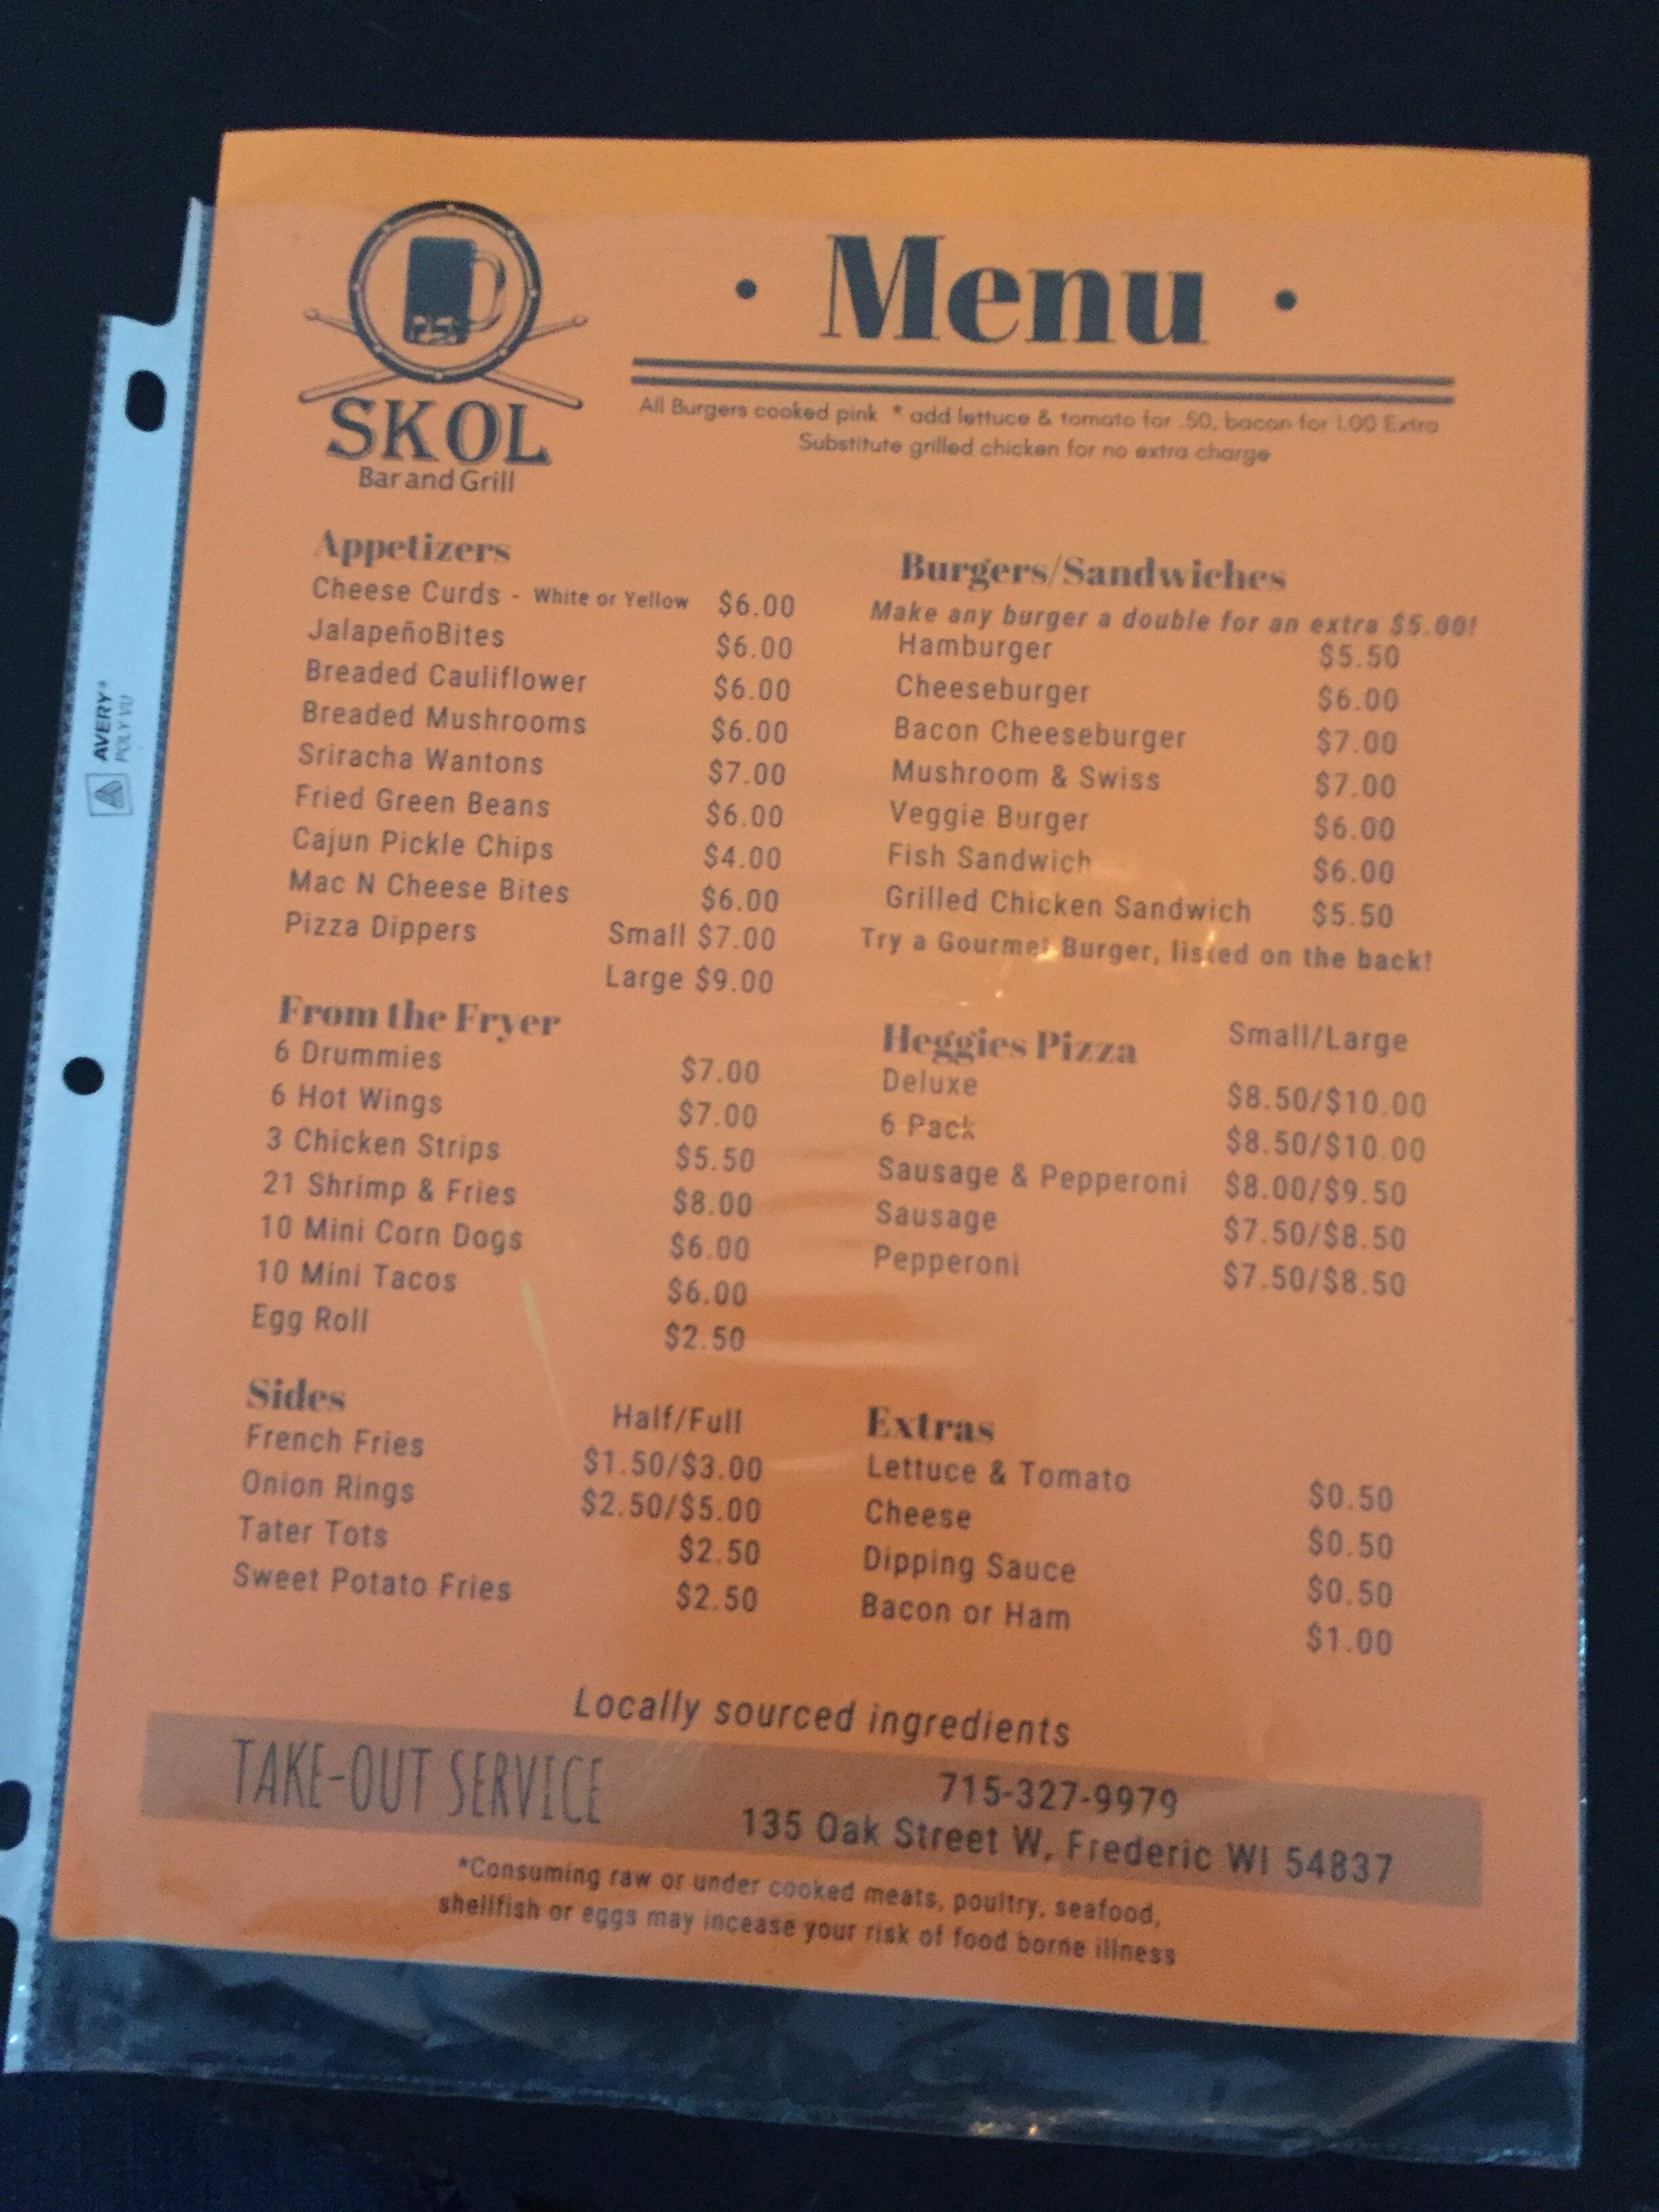 Menu
SKOL
Bar and Grill
All Burgers cooked pink * add lettuce & tomato for .50, bacon for 1.00 Extra
Substitute grilled chicken for no extra charge
Appetizers
Cheese Curds - White or Yellow $6.00
JalapeñoBites $6.00
Breaded Cauliflower $6.00
Breaded Mushrooms $6.00
Sriracha Wantons $7.00
Fried Green Beans $6.00
Cajun Pickle Chips $4.00
Mac N Cheese Bites $6.00
Pizza Dippers Small $7.00
Large $9.00
From the Fryer
6 Drummies $7.00
6 Hot Wings $7.00
3 Chicken Strips $5.50
21 Shrimp & Fries $8.00
10 Mini Corn Dogs $6.00
10 Mini Tacos $6.00
Egg Roll $2.50
Sides Half/Full
French Fries $1.50/$3.00
Onion Rings $2.50/$5.00
Tater Tots $2.50
Sweet Potato Fries $2.50
Burgers/Sandwiches
Make any burger a double for an extra $5.00!
Hamburger $5.50
Cheeseburger $6.00
Bacon Cheeseburger $7.00
Mushroom & Swiss $7.00
Veggie Burger $6.00
Fish Sandwich $6.00
Grilled Chicken Sandwich $5.50
Try a Gourmet Burger, listed on the back!
Heggies Pizza Small/Large
Deluxe $8.50/$10.00
6 Pack $8.50/$10.00
Sausage & Pepperoni $8.00/$9.50
Sausage $7.50/$8.50
Pepperoni $7.50/$8.50
Extras
Lettuce & Tomato $0.50
Cheese $0.50
Dipping Sauce $0.50
Bacon or Ham $1.00
Locally sourced ingredients
TAKE-OUT SERVICE
715-327-9979
135 Oak Street W, Frederic WI 54837
*Consuming raw or under cooked meats, poultry, seafood,
shellfish or eggs may incease your risk of food borne illness
AVERY®
POLY VU